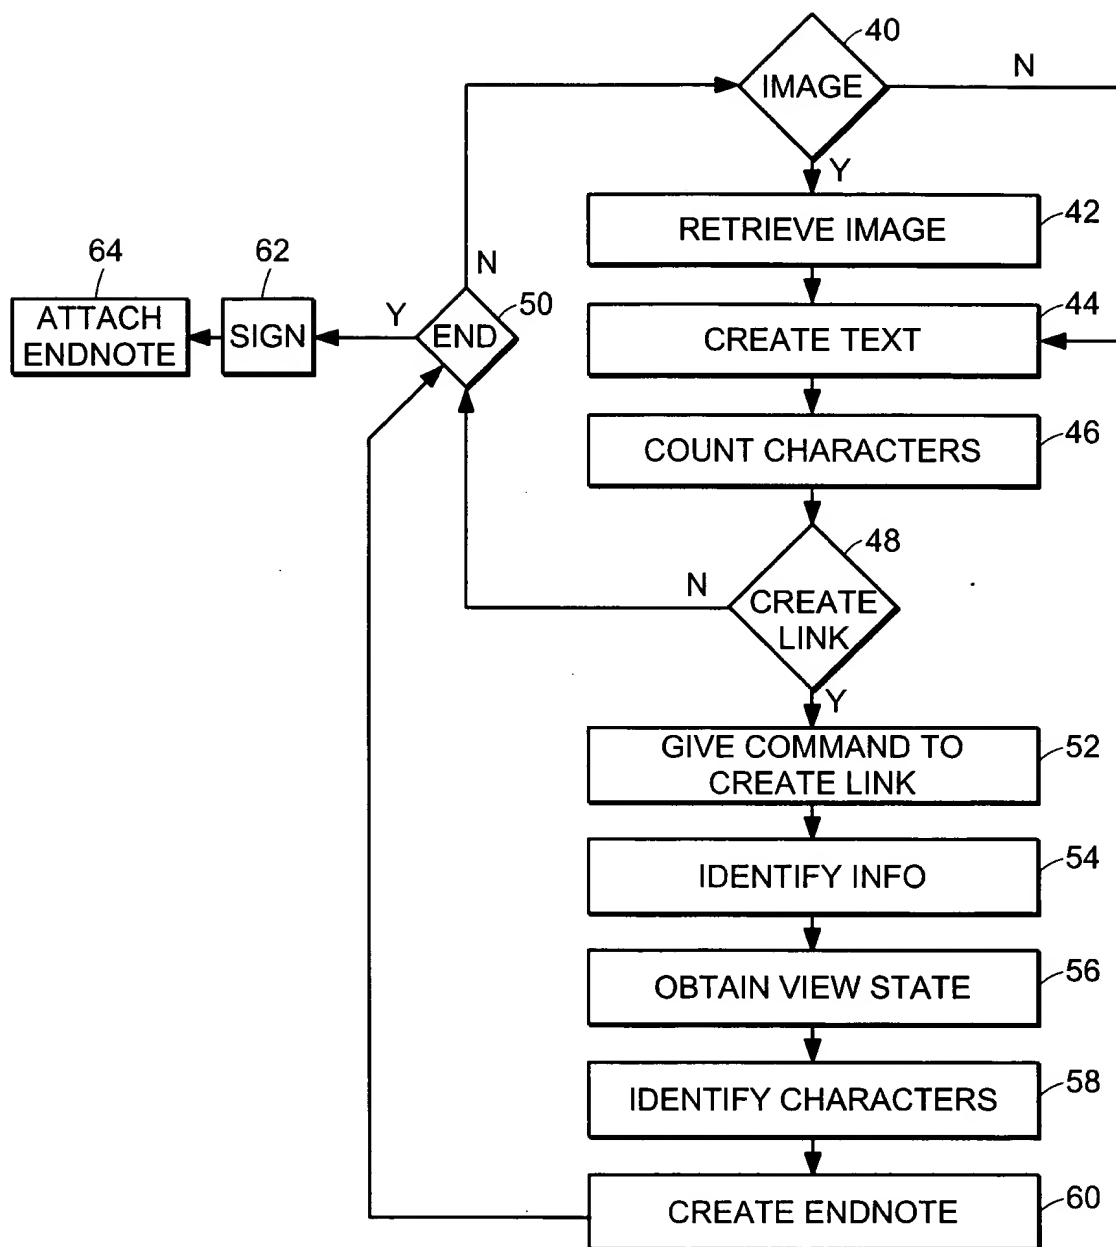 40
IMAGE
N
Y
RETRIEVE IMAGE
42
64
62
N
50
Y
ATTACH
ENDNOTE
SIGN
END
CREATE TEXT
44
COUNT CHARACTERS
46
48
N
CREATE
LINK
Y
GIVE COMMAND TO
CREATE LINK
52
IDENTIFY INFO
54
OBTAIN VIEW STATE
56
IDENTIFY CHARACTERS
58
CREATE ENDNOTE
60